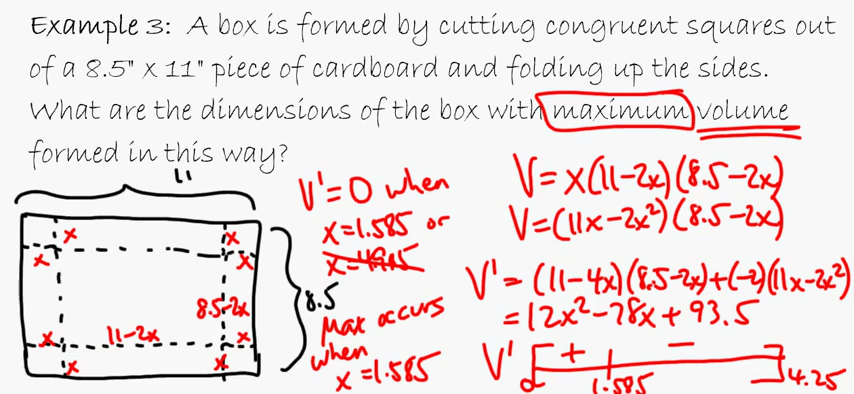 Example 3: A box is formed by cutting congruent squares out
of a 8.5" x 11" piece of cardboard and folding up the sides.
What are the dimensions of the box with maximum volume
formed in this way?
11
x x
x x
8.5-2x
8.5
x 11-2x x
x x
V'=0 when
x=1.585 or
x=4.915
Max occurs
when
x=1.585
V=x(11-2x)(8.5-2x)
V=(11x-2x²)(8.5-2x)
V'=(11-4x)(8.5-2x)+(-2)(11x-2x²)
=12x²-78x+93.5
V' + -
0 1.585 4.25